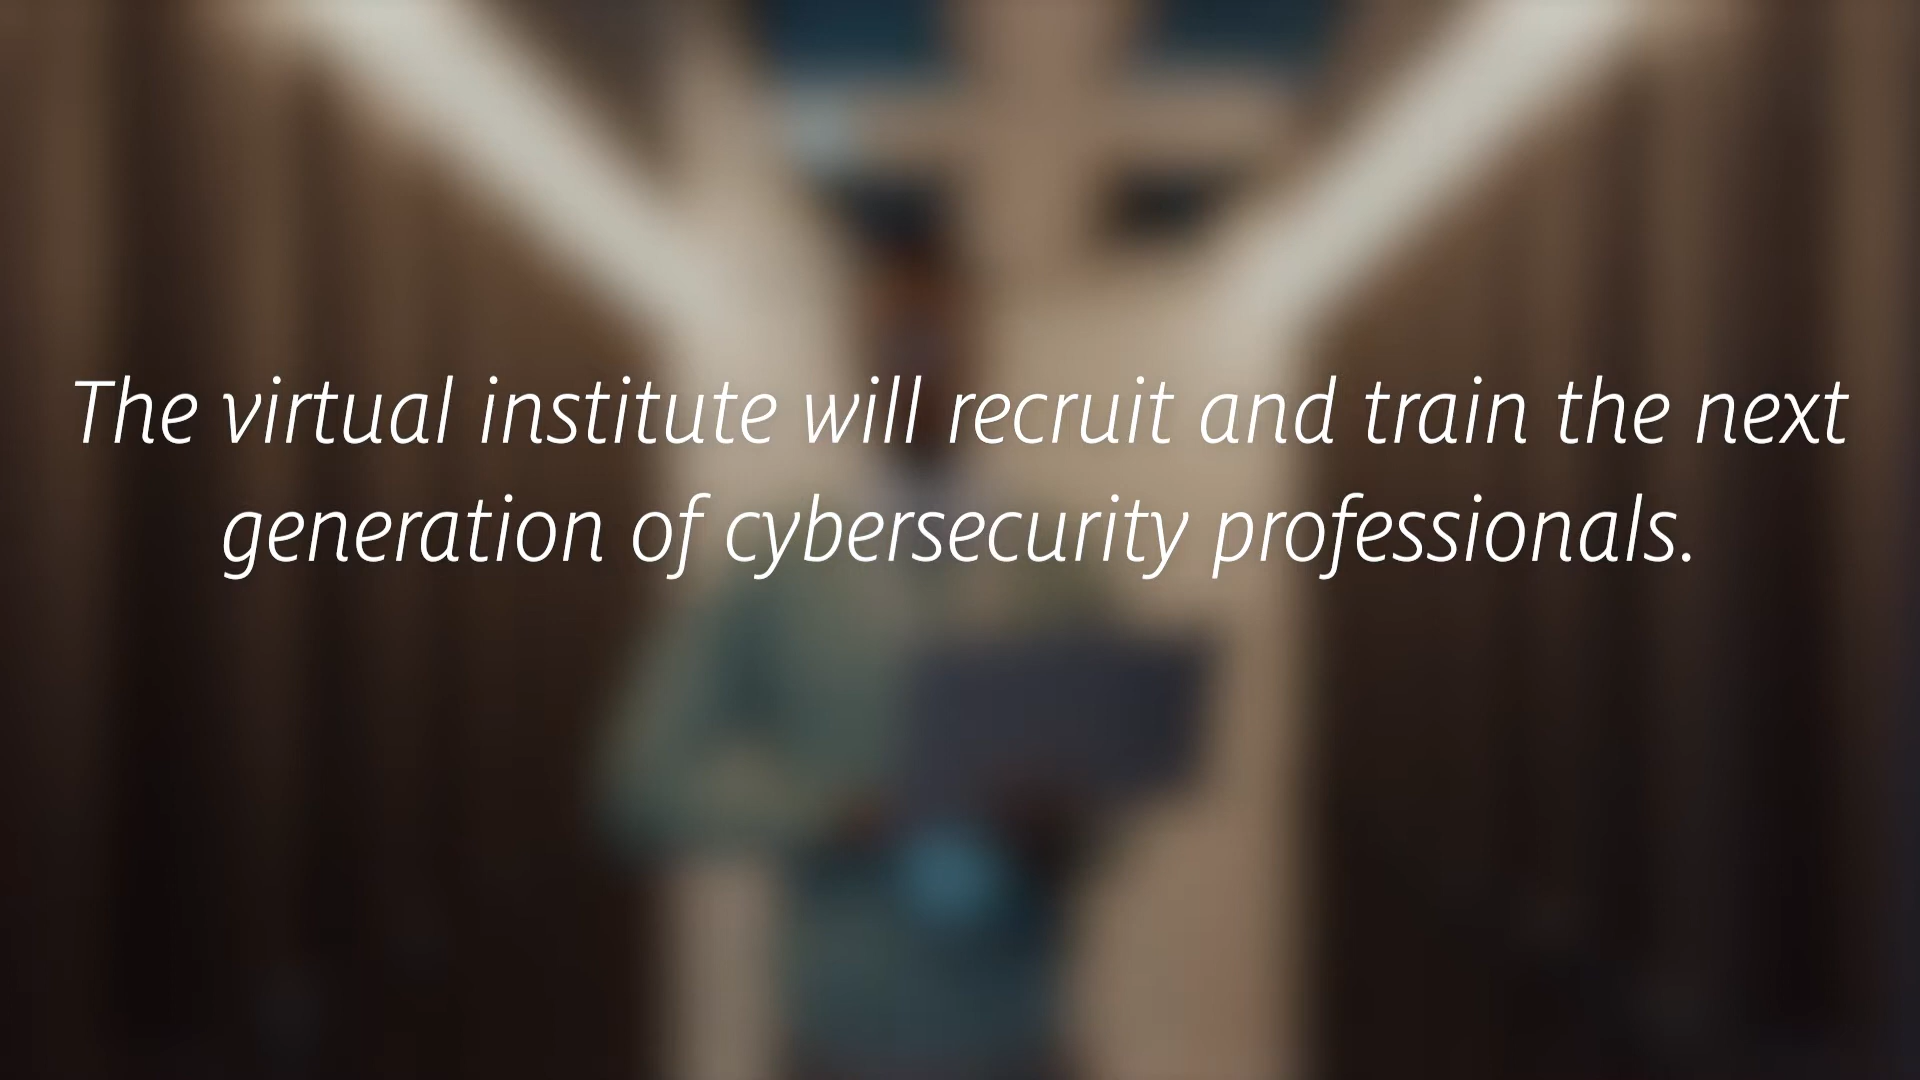 The virtual institute will recruit and train the next
generation of cybersecurity professionals.